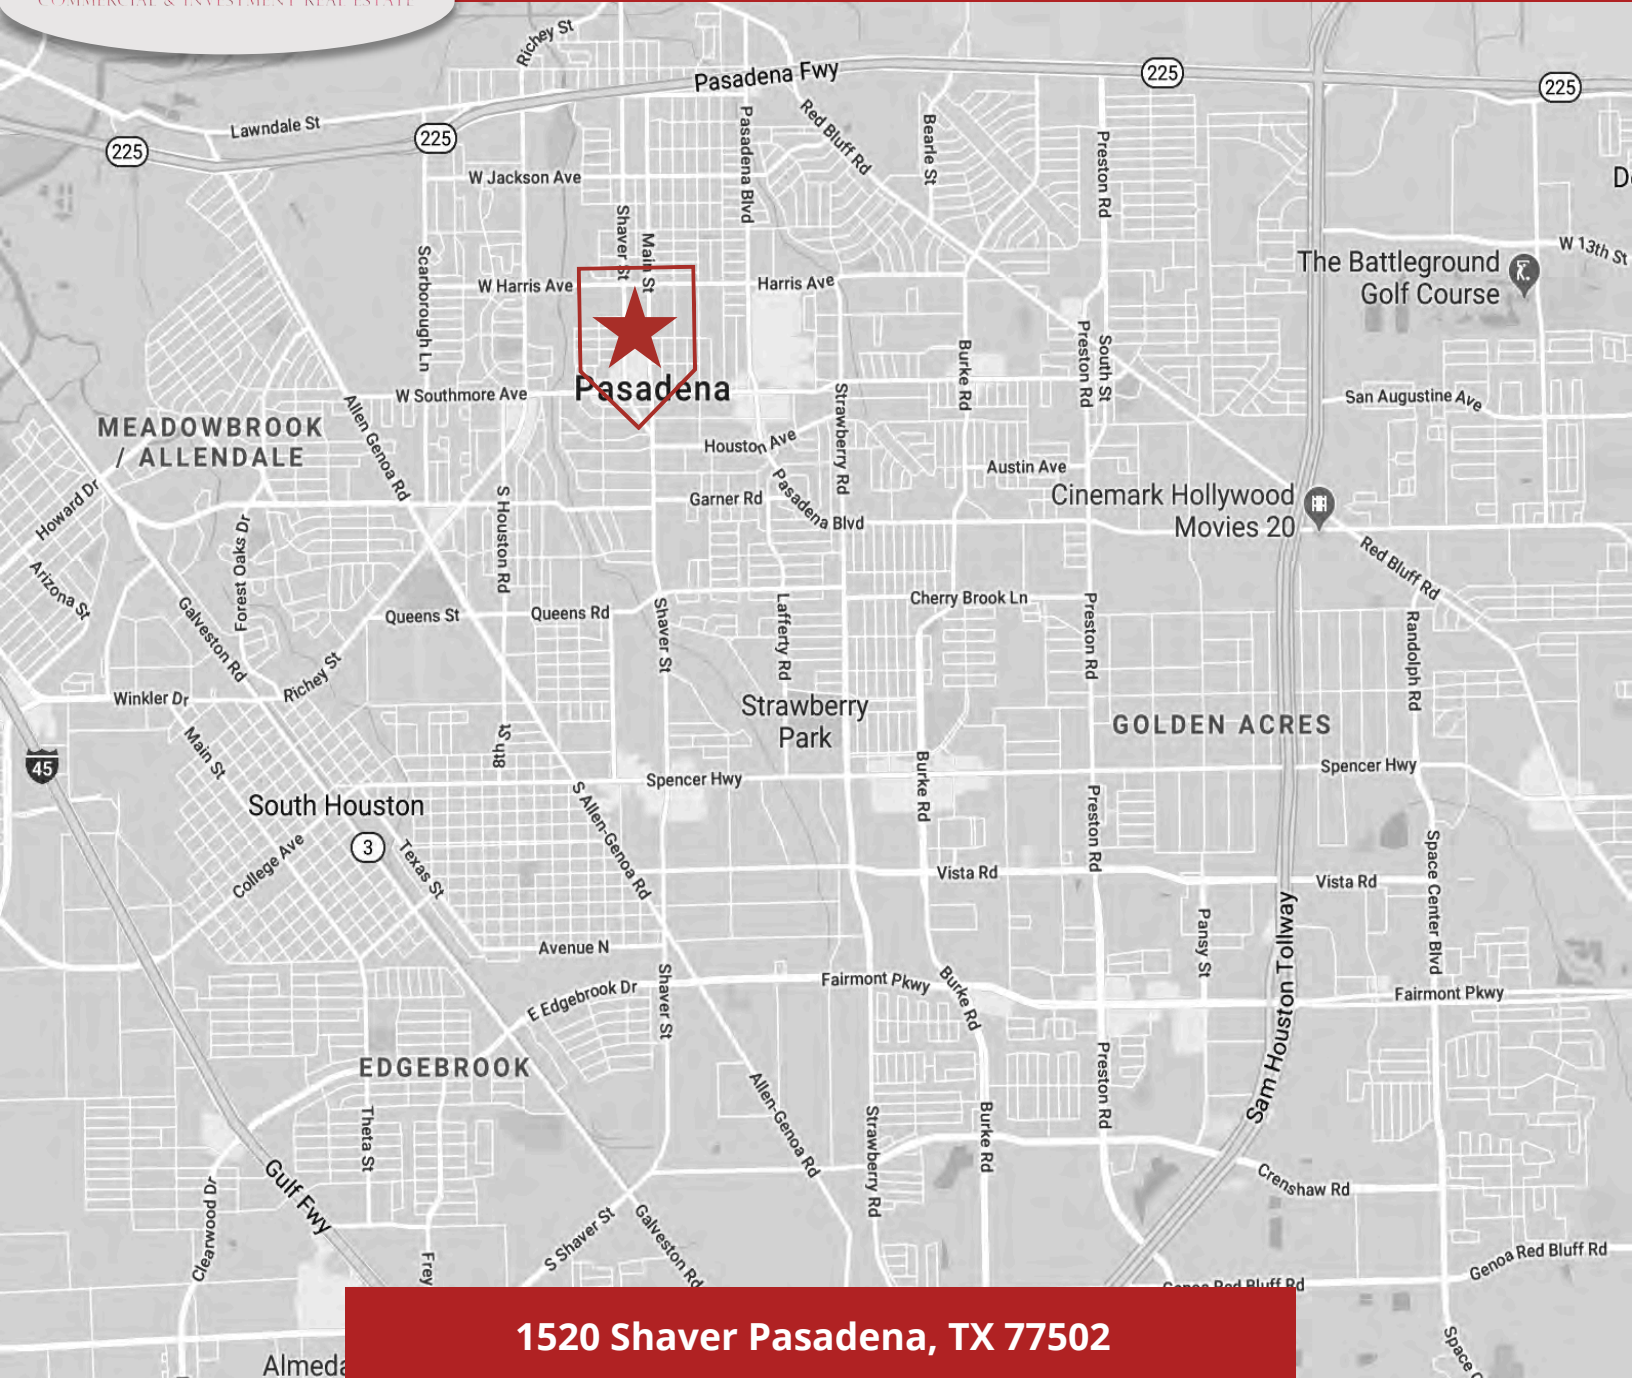 COMMERCIAL & INVESTMENT REAL ESTATE
Richey St
Pasadena Fwy
225
225
Lawndale St
225
225
Red Bluff Rd
Pasadena Blvd
Bearle St
Preston Rd
W Jackson Ave
Shaver St
Main St
Scarborough Ln
W Harris Ave
Harris Ave
W 13th St
The Battleground
Golf Course
Burke Rd
Preston Rd
South St
W Southmore Ave
Pasadena
Strawberry Rd
San Augustine Ave
Allen Genoa Rd
MEADOWBROOK
/ ALLENDALE
Houston Ave
Austin Ave
Garner Rd
Pasadena Blvd
Cinemark Hollywood
Movies 20
Howard Dr
Forest Oaks Dr
S Houston Rd
Red Bluff Rd
Arizona St
Galveston Rd
Queens St
Queens Rd
Shaver St
Lafferty Rd
Cherry Brook Ln
Preston Rd
Randolph Rd
Richey St
Winkler Dr
Strawberry
Park
GOLDEN ACRES
Main St
8th St
45
Spencer Hwy
Burke Rd
Spencer Hwy
South Houston
3
S Allen-Genoa Rd
Preston Rd
College Ave
Texas St
Vista Rd
Vista Rd
Space Center Blvd
Pansy St
Sam Houston Tollway
Avenue N
E Edgebrook Dr
Shaver St
Fairmont Pkwy
Burke Rd
Fairmont Pkwy
EDGEBROOK
Theta St
Allen-Genoa Rd
Strawberry Rd
Burke Rd
Preston Rd
Gulf Fwy
Clearwood Dr
Crenshaw Rd
S Shaver St
Galveston Rd
Frey
Genoa Red Bluff Rd
Genoa Red Bluff Rd
Space
Almeda
1520 Shaver Pasadena, TX 77502